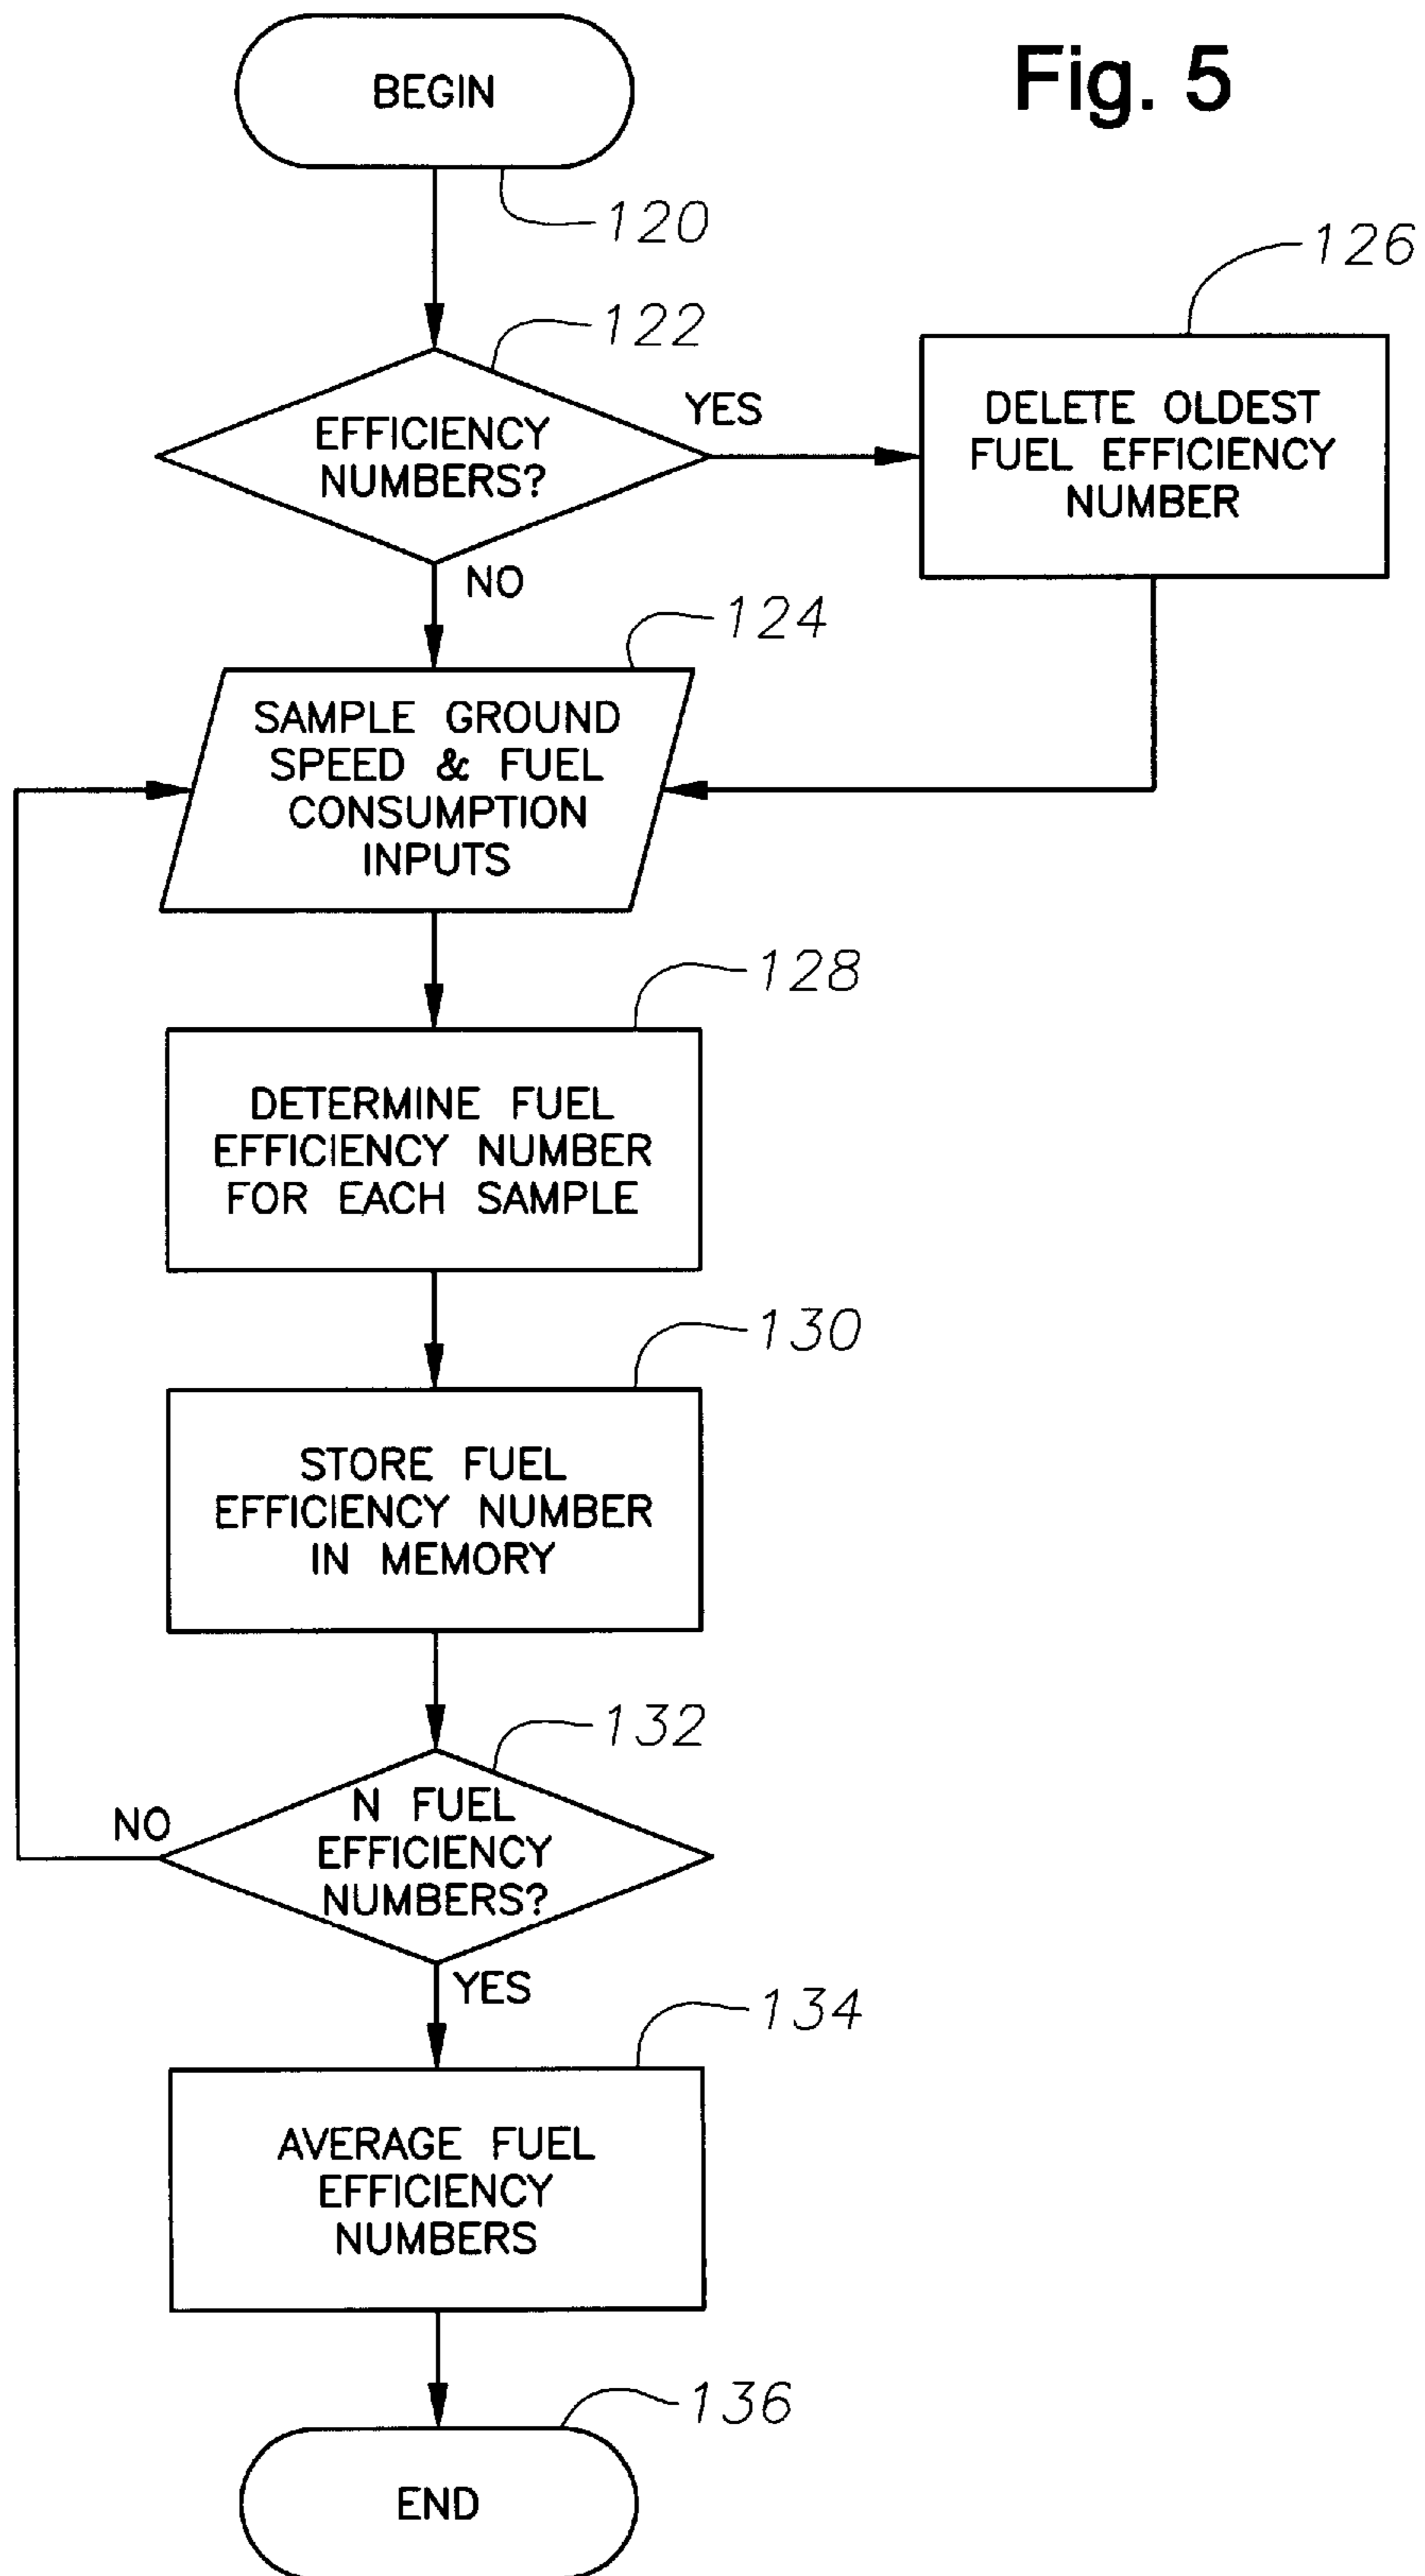 Fig. 5
BEGIN
120
126
122
EFFICIENCY
NUMBERS?
YES
DELETE OLDEST
FUEL EFFICIENCY
NUMBER
NO
124
SAMPLE GROUND
SPEED & FUEL
CONSUMPTION
INPUTS
128
DETERMINE FUEL
EFFICIENCY NUMBER
FOR EACH SAMPLE
130
STORE FUEL
EFFICIENCY NUMBER
IN MEMORY
132
N FUEL
EFFICIENCY
NUMBERS?
NO
YES
134
AVERAGE FUEL
EFFICIENCY
NUMBERS
136
END